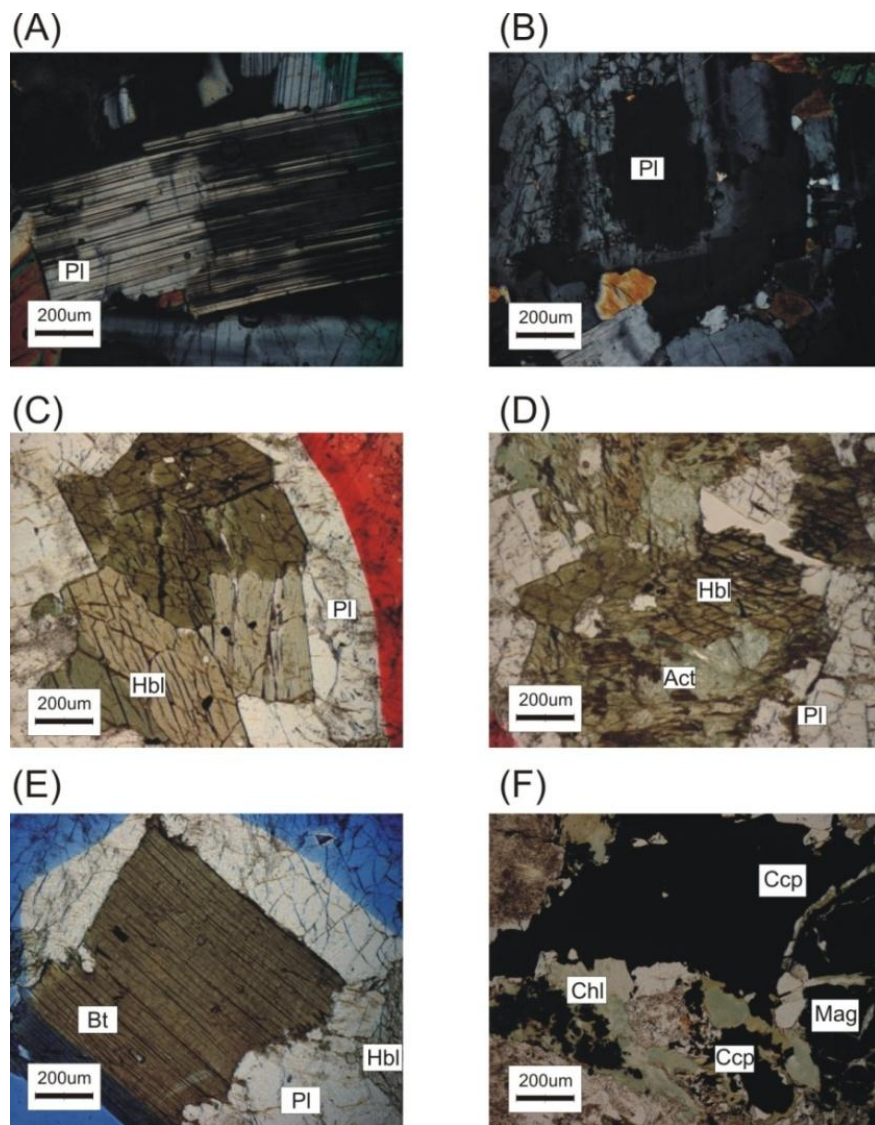 (A)
Pl
200um
(B)
Pl
200um
(C)
Pl
Hbl
200um
(D)
Hbl
Act
Pl
200um
(E)
Bt
Hbl
Pl
200um
(F)
Ccp
Chl
Mag
Ccp
200um